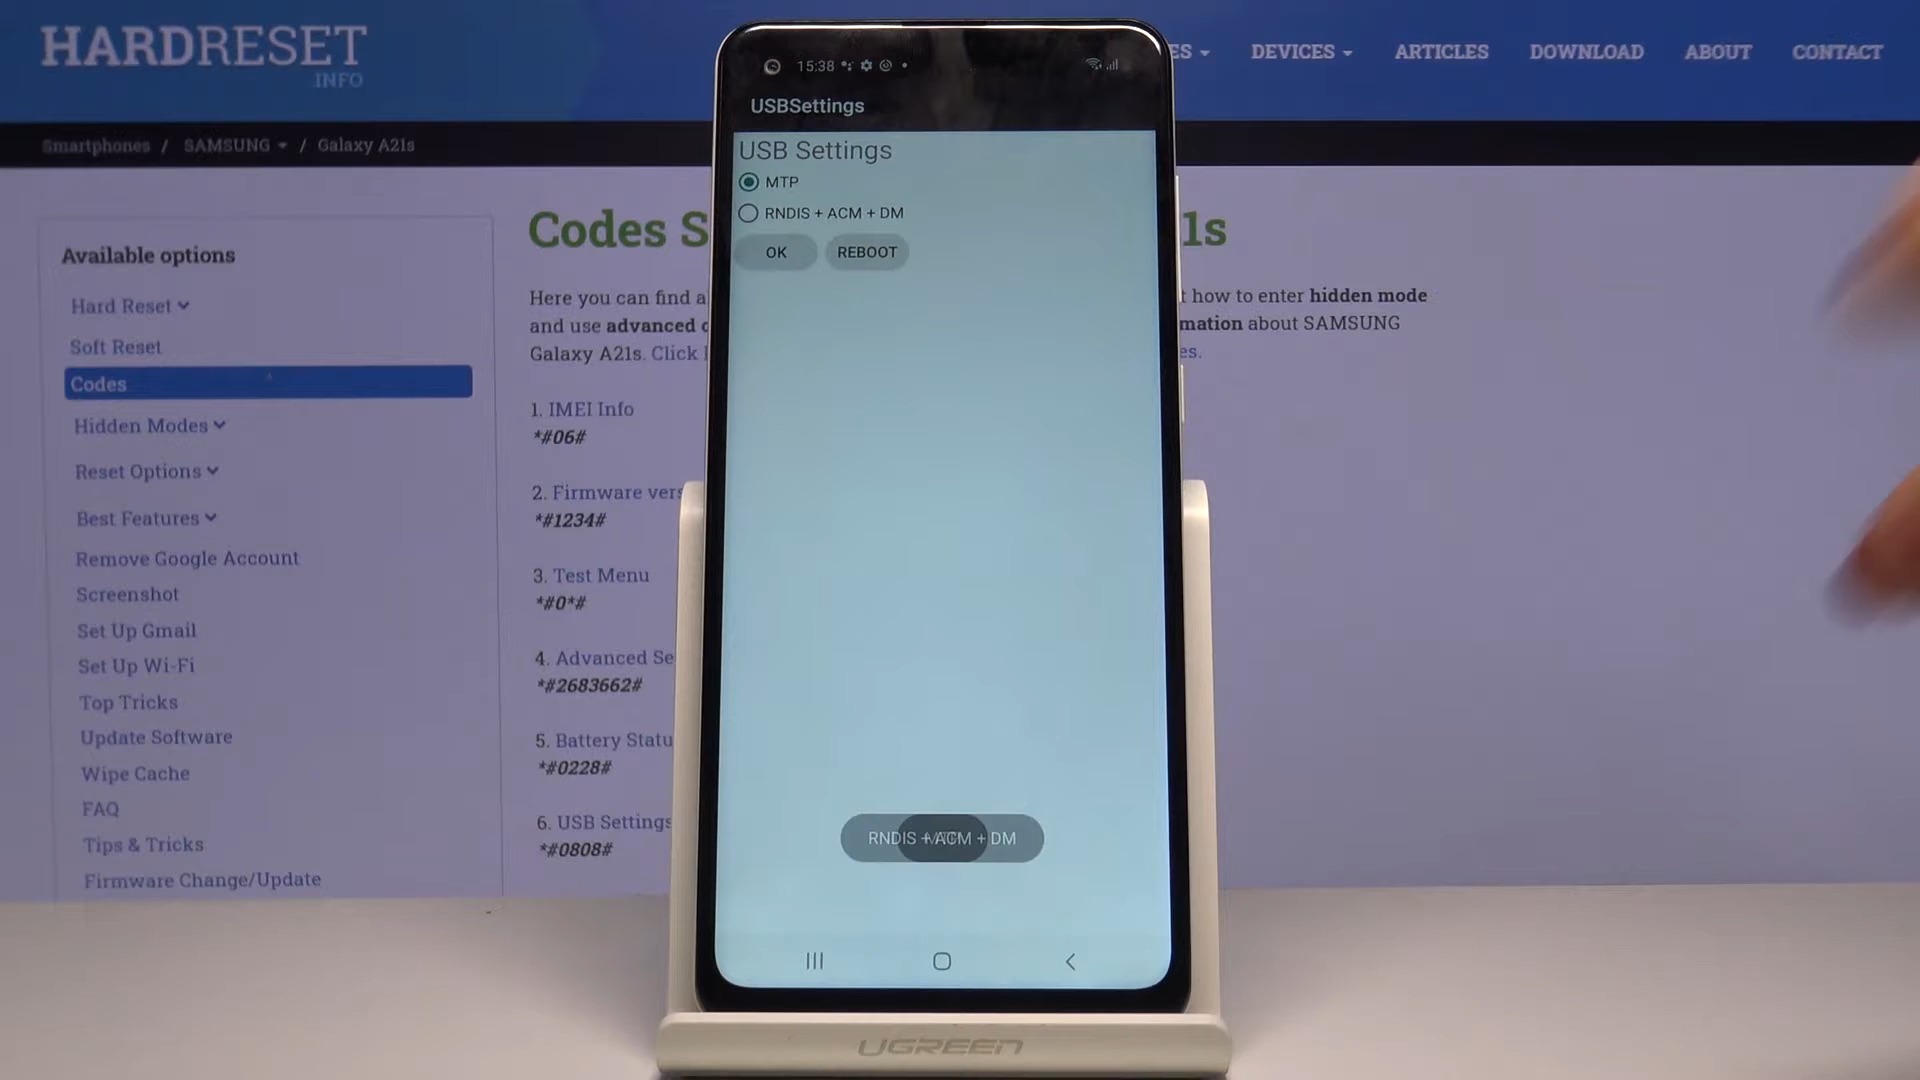 HARDRESET
.INFO
ES
DEVICES
ARTICLES
DOWNLOAD
ABOUT
CONTACT
Smartphones / SAMSUNG / Galaxy A21s
Available options
Hard Reset
Soft Reset
Codes
Hidden Modes
Reset Options
Best Features
Remove Google Account
Screenshot
Set Up Gmail
Set Up Wi-Fi
Top Tricks
Update Software
Wipe Cache
FAQ
Tips & Tricks
Firmware Change/Update
Codes S
1s
Here you can find a
t how to enter hidden mode
and use advanced
mation about SAMSUNG
Galaxy A21s. Click
es.
1. IMEI Info
*#06#
2. Firmware vers
*#1234#
3. Test Menu
*#0*#
4. Advanced Se
*#2683662#
5. Battery Statu
*#0228#
6. USB Settings
*#0808#
15:38
USBSettings
USB Settings
MTP
RNDIS + ACM + DM
OK
REBOOT
RNDIS + ACM + DM
UGREEN